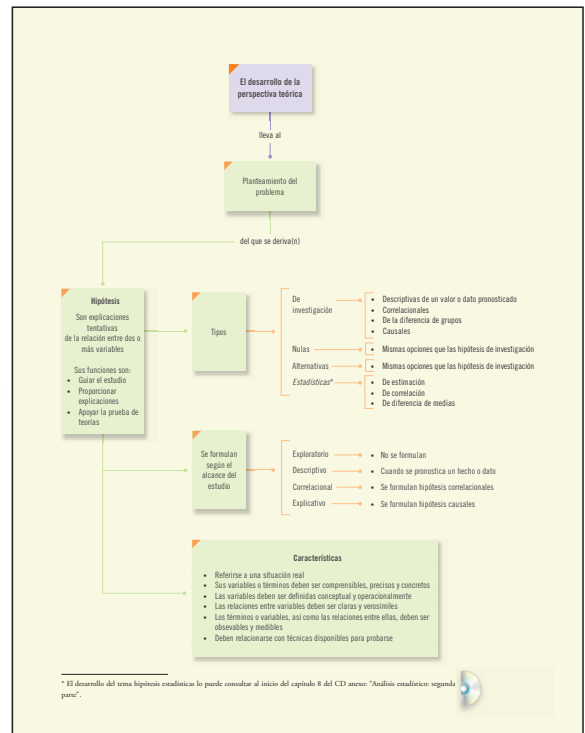 El desarrollo de la
perspectiva teórica
lleva al
Planteamiento del
problema
del que se deriva(n)
Hipótesis
Son explicaciones
tentativas
de la relación entre dos o
más variables
Sus funciones son:
• Guiar el estudio
• Proporcionar
explicaciones
• Apoyar la prueba de
teorías
Tipos
De
investigación
• Descriptivas de un valor o dato pronosticado
• Correlacionales
• De la diferencia de grupos
• Causales
Nulas
• Mismas opciones que las hipótesis de investigación
Alternativas
• Mismas opciones que las hipótesis de investigación
Estadísticas*
• De estimación
• De correlación
• De diferencia de medias
Se formulan
según el
alcance del
estudio
Exploratorio
• No se formulan
Descriptivo
• Cuando se pronostica un hecho o dato
Correlacional
• Se formulan hipótesis correlacionales
Explicativo
• Se formulan hipótesis causales
Características
• Referirse a una situación real
• Sus variables o términos deben ser comprensibles, precisos y concretos
• Las variables deben ser definidas conceptual y operacionalmente
• Las relaciones entre variables deben ser claras y verosímiles
• Los términos o variables, así como las relaciones entre ellas, deben ser
obsevables y medibles
• Deben relacionarse con técnicas disponibles para probarse
* El desarrollo del tema hipótesis estadísticas lo puede consultar al inicio del capítulo 8 del CD anexo: "Análisis estadístico: segunda
parte".